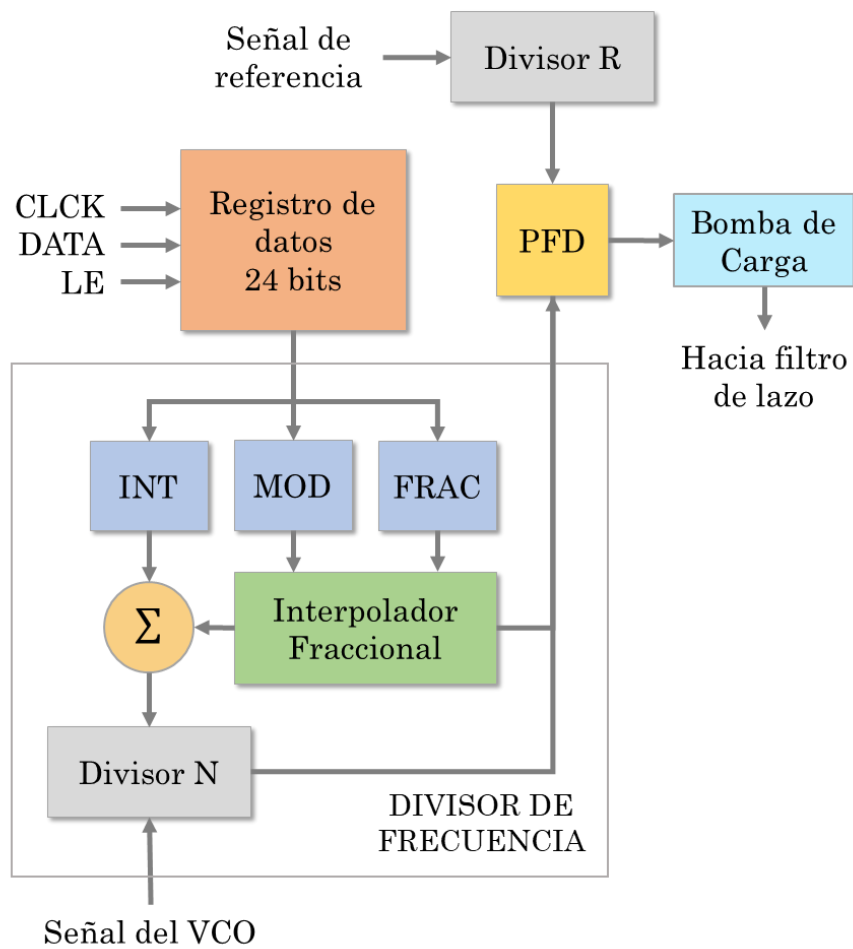 Señal de
referencia
Divisor R
CLCK
DATA
LE
Registro de
datos
24 bits
PFD
Bomba de
Carga
Hacia filtro
de lazo
INT
MOD
FRAC
Σ
Interpolador
Fraccional
Divisor N
DIVISOR DE
FRECUENCIA
Señal del VCO